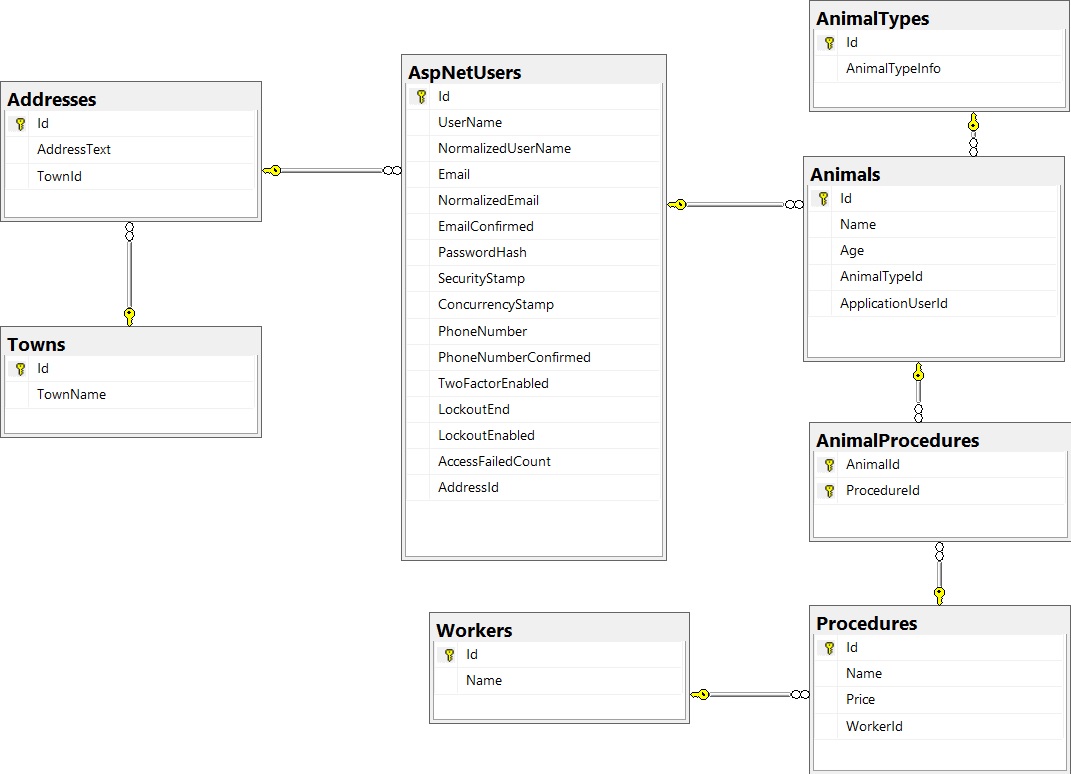 Addresses
Id
AddressText
TownId
Towns
Id
TownName
AspNetUsers
Id
UserName
NormalizedUserName
Email
NormalizedEmail
EmailConfirmed
PasswordHash
SecurityStamp
ConcurrencyStamp
PhoneNumber
PhoneNumberConfirmed
TwoFactorEnabled
LockoutEnd
LockoutEnabled
AccessFailedCount
AddressId
Workers
Id
Name
AnimalTypes
Id
AnimalTypeInfo
Animals
Id
Name
Age
AnimalTypeId
ApplicationUserId
AnimalProcedures
AnimalId
ProcedureId
Procedures
Id
Name
Price
WorkerId